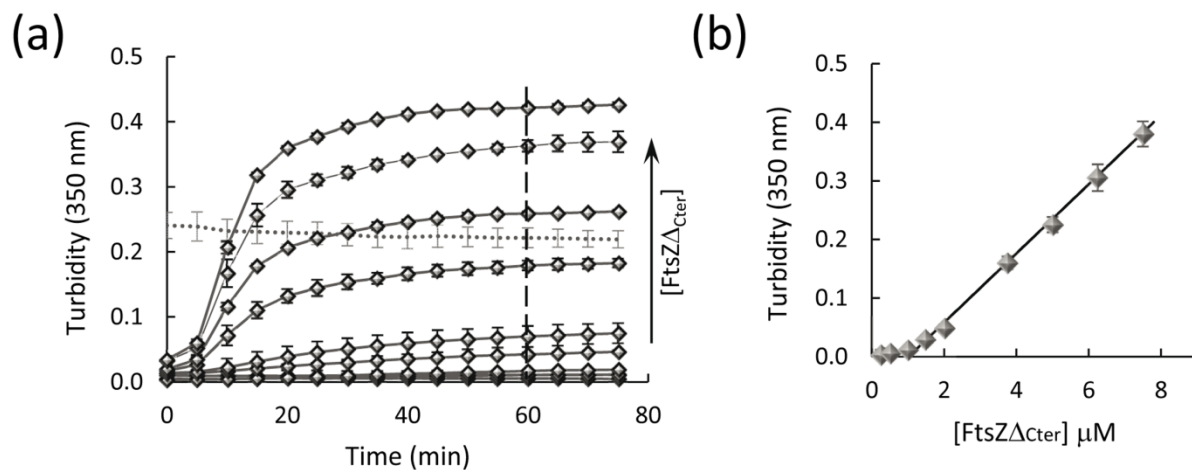 (a)
0.5
0.4
0.3
0.2
0.1
0.0
Turbidity (350 nm)
0 20 40 60 80
Time (min)
[FtsZΔCter]
(b)
0.5
0.4
0.3
0.2
0.1
0.0
Turbidity (350 nm)
0 2 4 6 8
[FtsZΔCter] μM